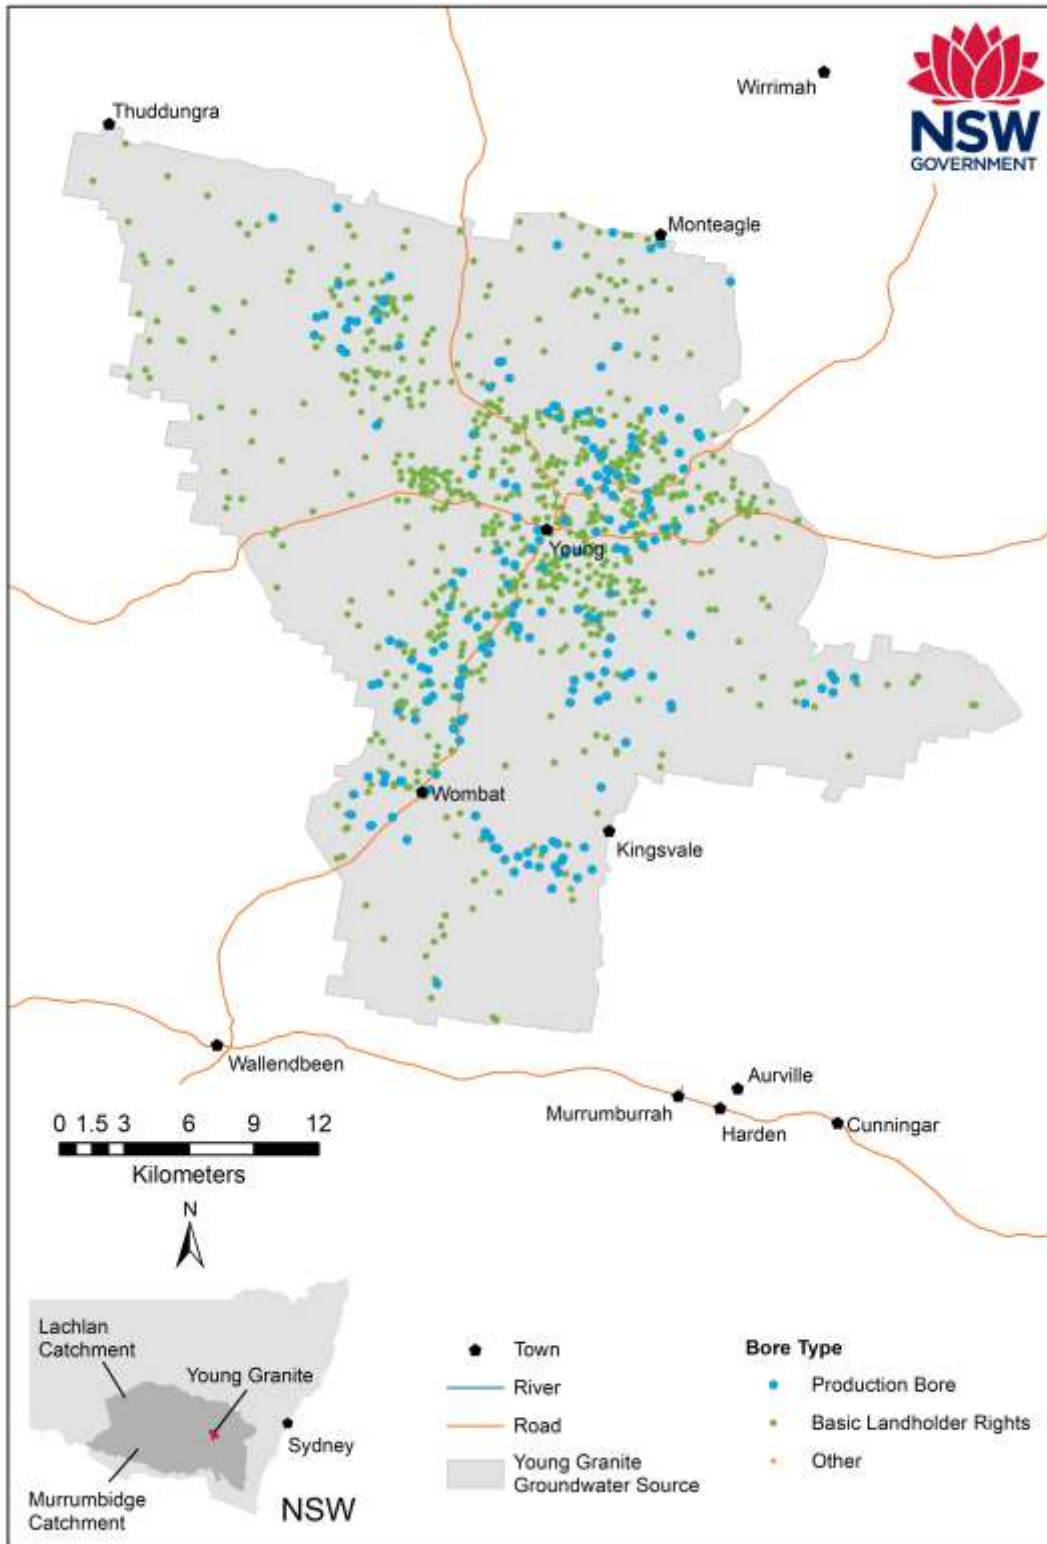 Wirrimah
Thuddungra
NSW
GOVERNMENT
Monteagle
Young
Wombat
Kingsvale
Wallendbeen
Aurville
Murrumburrah
Harden
Cunningar
0 1.5 3 6 9 12
Kilometers
N
Lachlan
Catchment
Young Granite
Sydney
Murrumbidge
Catchment
NSW
Town
River
Road
Young Granite
Groundwater Source
Bore Type
Production Bore
Basic Landholder Rights
Other